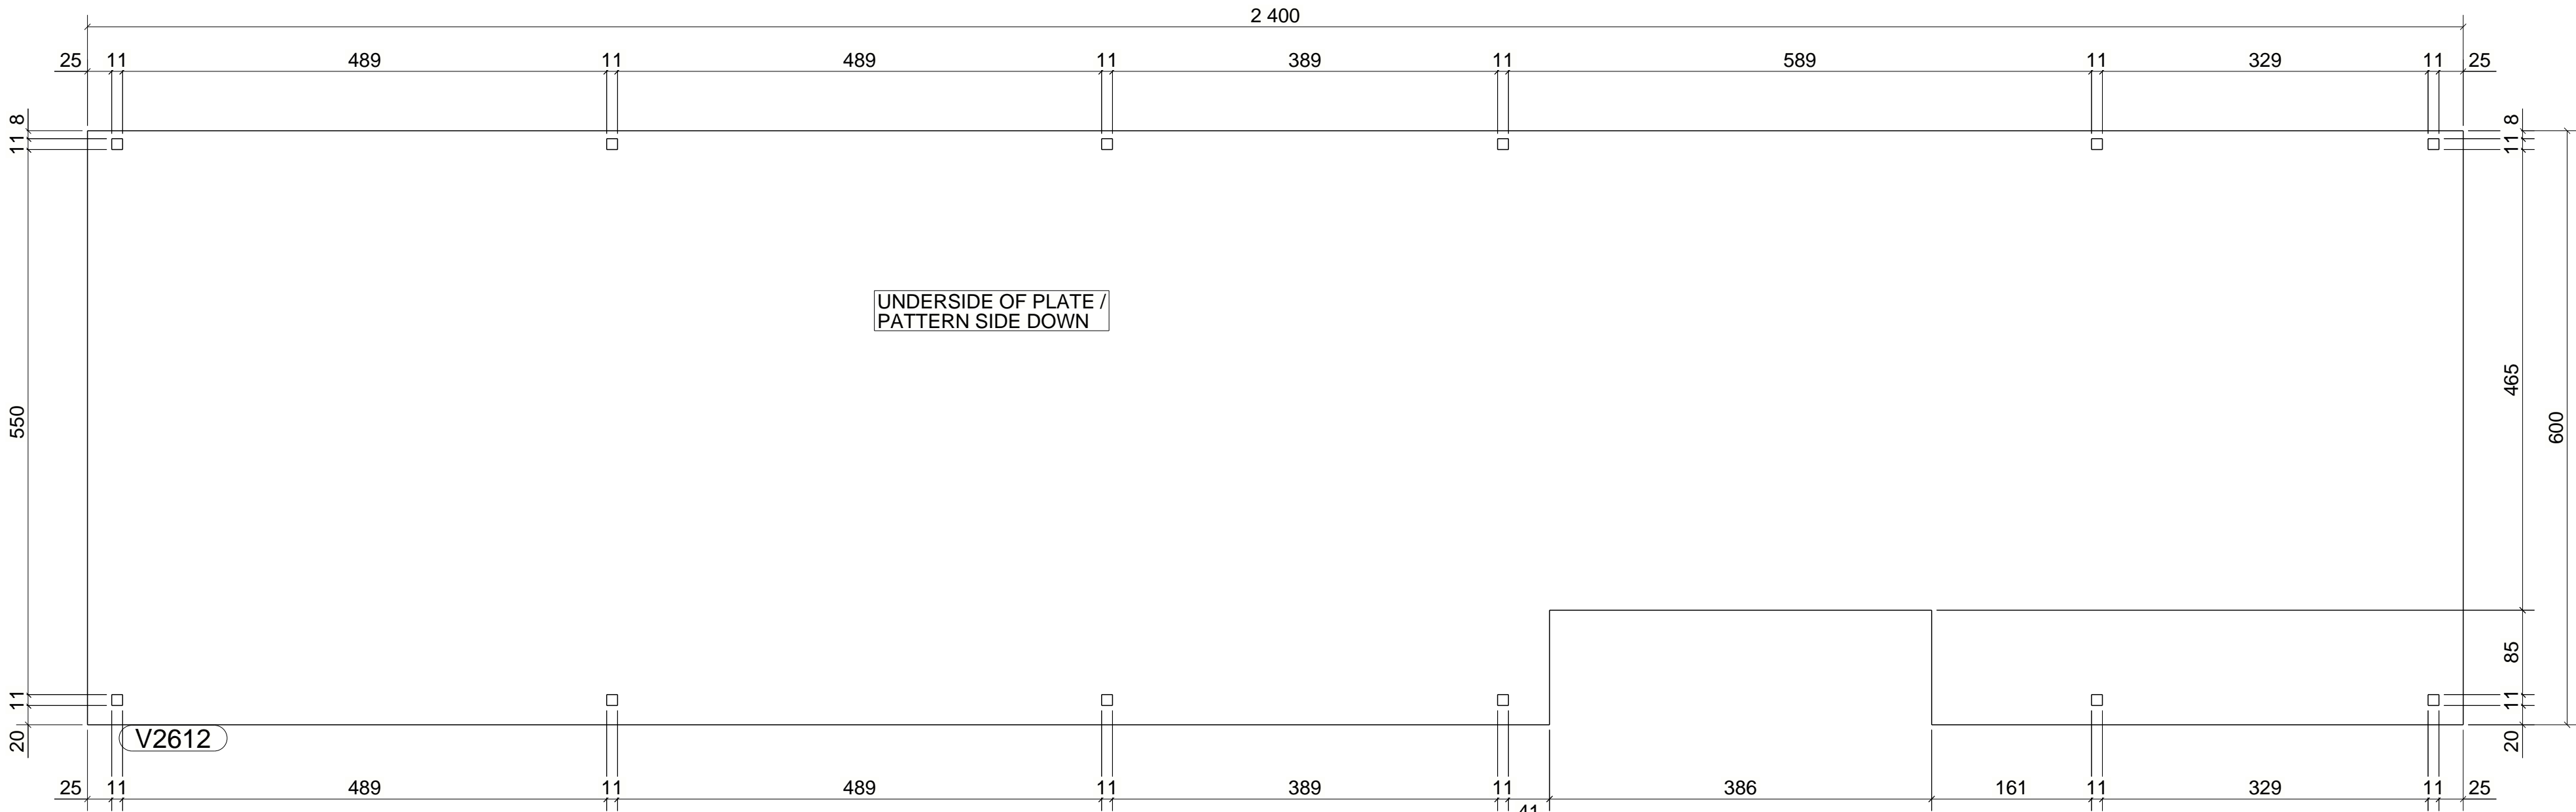 2 400
25 11 489 11 489 11 389 11 589 11 329 11 25
8 8
11 11
UNDERSIDE OF PLATE /
PATTERN SIDE DOWN
465
550
600
85
11 11
20 20
V2612
25 11 489 11 489 11 389 11 386 161 11 329 11 25
41